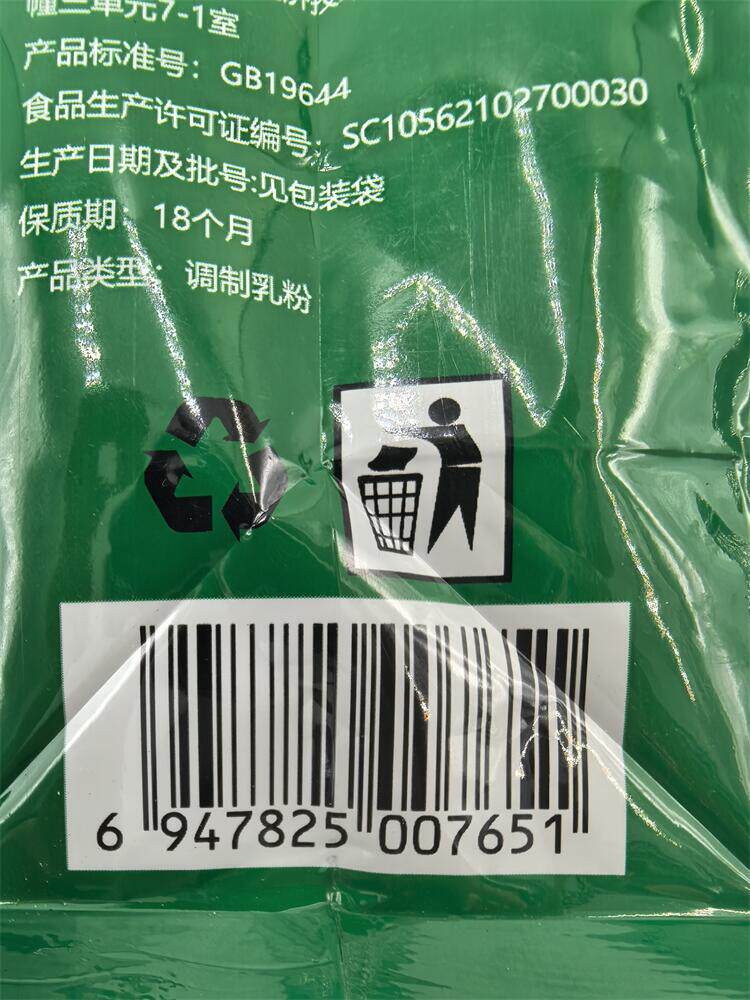 幢三单元7-1室
产品标准号：GB19644
食品生产许可证编号：SC10562102700030
生产日期及批号:见包装袋
保质期：18个月
产品类型：调制乳粉
6 947825 007651